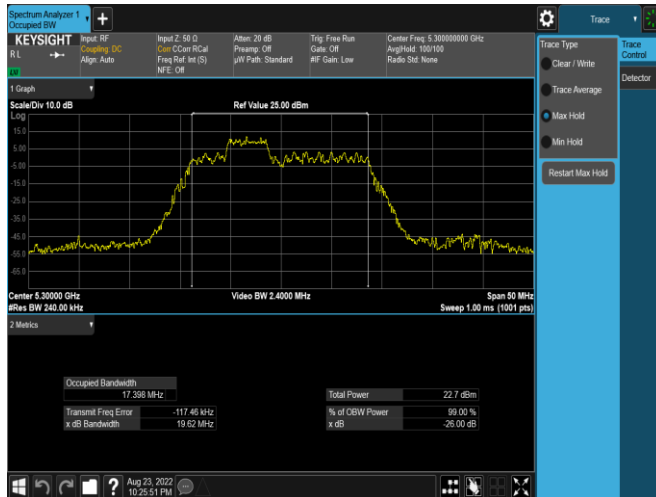 Spectrum Analyzer 1
Occupied BW
KEYSIGHT
RL
LW
Input: RF
Coupling: DC
Align: Auto
Input Z: 50 Ω
Corr CCorr RCal
Freq Ref: Int (S)
NFE: Off
Atten: 20 dB
Preamp: Off
µW Path: Standard
Trig: Free Run
Gate: Off
#IF Gain: Low
Center Freq: 5.300000000 GHz
Avg|Hold: 100/100
Radio Std: None
1 Graph
Scale/Div 10.0 dB
Ref Value 25.00 dBm
Log
15.0
5.00
-5.00
-15.0
-25.0
-35.0
-45.0
-55.0
-65.0
Center 5.30000 GHz
#Res BW 240.00 kHz
Video BW 2.4000 MHz
Span 50 MHz
Sweep 1.00 ms (1001 pts)
2 Metrics
Occupied Bandwidth
17.398 MHz
Transmit Freq Error -117.46 kHz
x dB Bandwidth 19.62 MHz
Total Power 22.7 dBm
% of OBW Power 99.00 %
x dB -26.00 dB
Aug 23, 2022
10:25:51 PM
Trace
Trace Type
Clear / Write
Trace Average
Max Hold
Min Hold
Restart Max Hold
Trace
Control
Detector